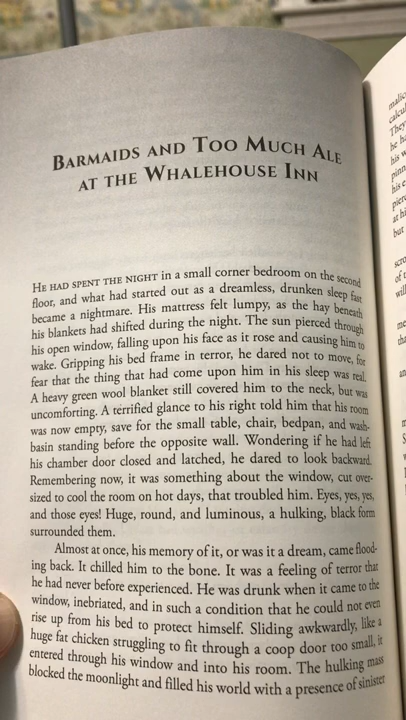 BARMAIDS AND TOO MUCH ALE
AT THE WHALEHOUSE INN
HE HAD SPENT THE NIGHT in a small corner bedroom on the second
floor, and what had started out as a dreamless, drunken sleep fast
became a nightmare. His mattress felt lumpy, as the hay beneath
his blankets had shifted during the night. The sun pierced through
his open window, falling upon his face as it rose and causing him to
wake. Gripping his bed frame in terror, he dared not to move, for
fear that the thing that had come upon him in his sleep was real.
A heavy green wool blanket still covered him to the neck, but was
uncomforting. A terrified glance to his right told him that his room
was now empty, save for the small table, chair, bedpan, and wash-
basin standing before the opposite wall. Wondering if he had left
his chamber door closed and latched, he dared to look backward.
Remembering now, it was something about the window, cut over-
sized to cool the room on hot days, that troubled him. Eyes, yes, yes,
and those eyes! Huge, round, and luminous, a hulking, black form
surrounded them.
Almost at once, his memory of it, or was it a dream, came flood-
ing back. It chilled him to the bone. It was a feeling of terror that
he had never before experienced. He was drunk when it came to the
window, inebriated, and in such a condition that he could not even
rise up from his bed to protect himself. Sliding awkwardly, like a
huge fat chicken struggling to fit through a coop door too small, it
entered through his window and into his room. The hulking mass
blocked the moonlight and filled his world with a presence of sinister